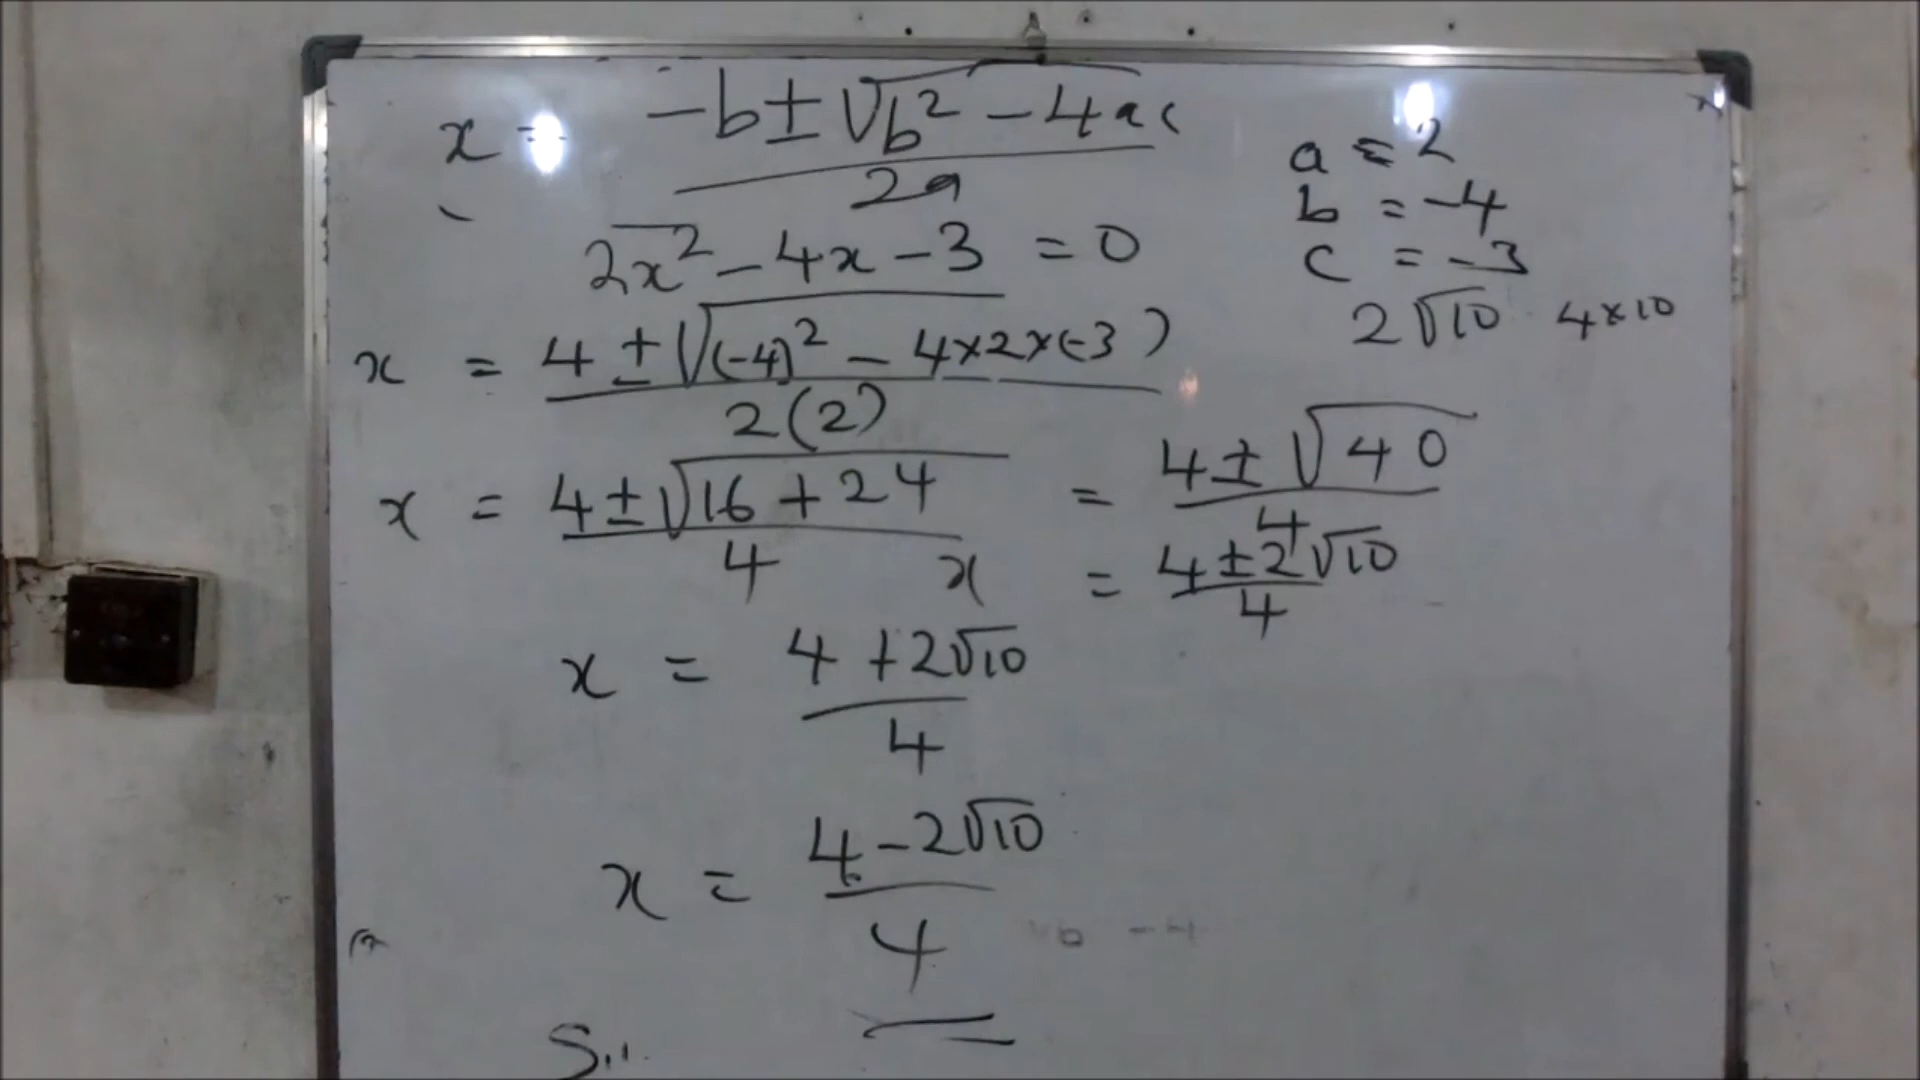 x = -b ± √b² - 4ac / 2a
a = 2
b = -4
c = -3
2x² - 4x - 3 = 0
2√10 4×10
x = 4 ± √(-4)² - 4×2×(-3) / 2(2)
x = 4 ± √16 + 24 / 4 = 4 ± √40 / 4
x = 4 ± 2√10 / 4
x = 4 + 2√10 / 4
x = 4 - 2√10 / 4